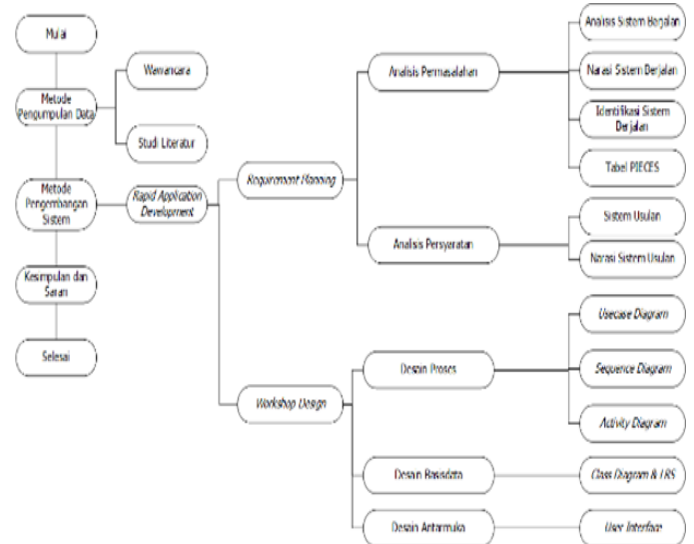 Mulai
Metode
Pengumpulan Data
Wawancara
Studi Literatur
Metode
Pengembangan
Sistem
Rapid Application
Development
Kesimpulan dan
Saran
Selesai
Requirement Planning
Analisis Permasalahan
Analisis Sistem Berjalan
Narasi Sistem Berjalan
Identifikasi Sistem
Berjalan
Tabel PIECES
Analisis Persyaratan
Sistem Usulan
Narasi Sistem Usulan
Workshop Design
Desain Proses
Usecase Diagram
Sequence Diagram
Activity Diagram
Desain Basisdata
Class Diagram & LRS
Desain Antarmuka
User Interface